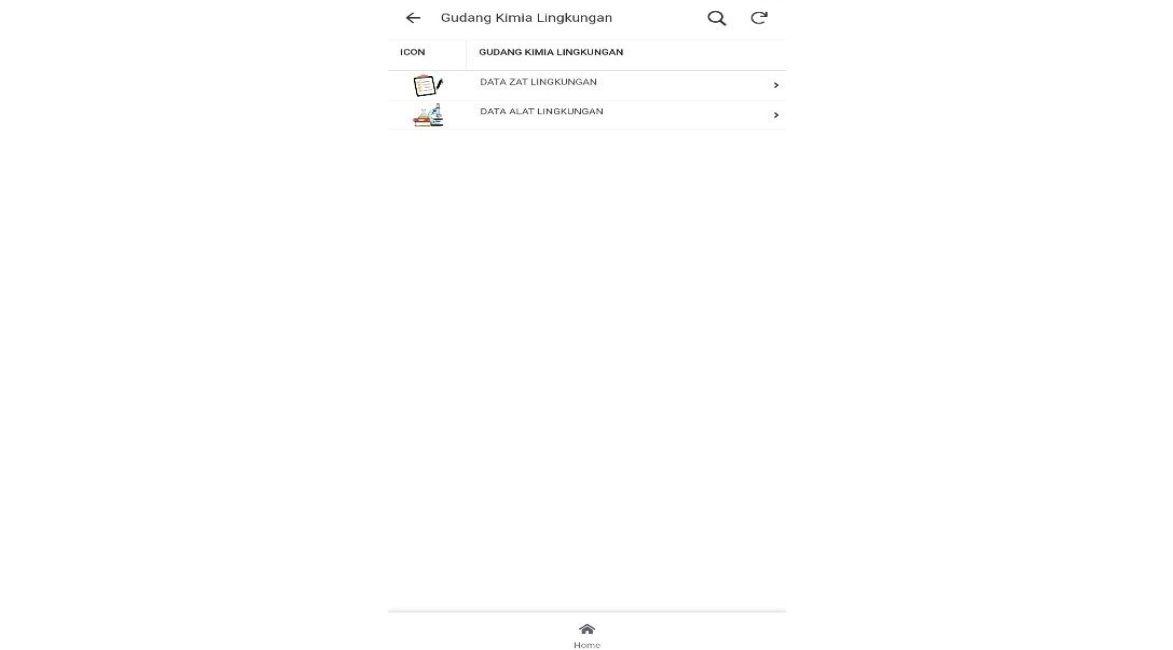 Gudang Kimia Lingkungan
ICON GUDANG KIMIA LINGKUNGAN
DATA ZAT LINGKUNGAN
DATA ALAT LINGKUNGAN
Home